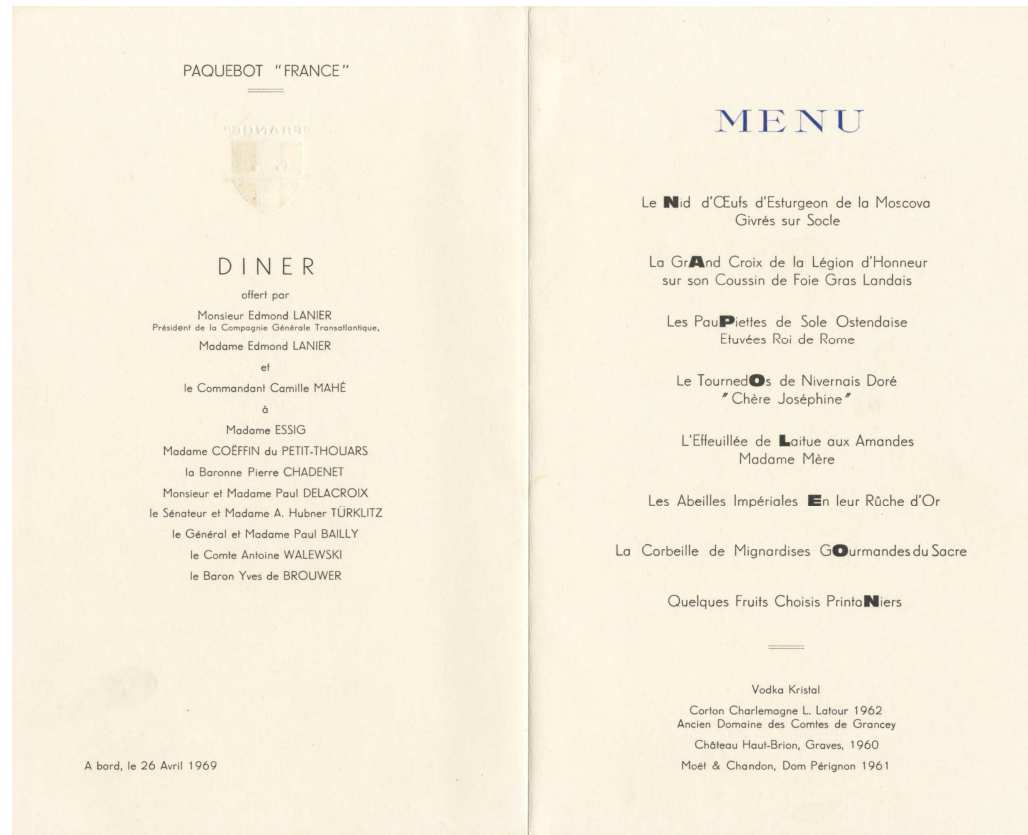 PAQUEBOT "FRANCE"
"FRANCE"
DINER
offert par
Monsieur Edmond LANIER
Président de la Compagnie Générale Transatlantique,
Madame Edmond LANIER
et
le Commandant Camille MAHÉ
à
Madame ESSIG
Madame COËFFIN du PETIT-THOUARS
la Baronne Pierre CHADENET
Monsieur et Madame Paul DELACROIX
le Sénateur et Madame A. Hubner TÜRKLITZ
le Général et Madame Paul BAILLY
le Comte Antoine WALEWSKI
le Baron Yves de BROUWER
A bord, le 26 Avril 1969
MENU
Le Nid d'Œufs d'Esturgeon de la Moscova
Givrés sur Socle
La GrAnd Croix de la Légion d'Honneur
sur son Coussin de Foie Gras Landais
Les PauPiettes de Sole Ostendaise
Etuvées Roi de Rome
Le TournedOs de Nivernais Doré
"Chère Joséphine"
L'Effeuillée de Laitue aux Amandes
Madame Mère
Les Abeilles Impériales En leur Rûche d'Or
La Corbeille de Mignardises GOurmandes du Sacre
Quelques Fruits Choisis PrintaNiers
Vodka Kristal
Corton Charlemagne L. Latour 1962
Ancien Domaine des Comtes de Grancey
Château Haut-Brion, Graves, 1960
Moët & Chandon, Dom Pérignon 1961